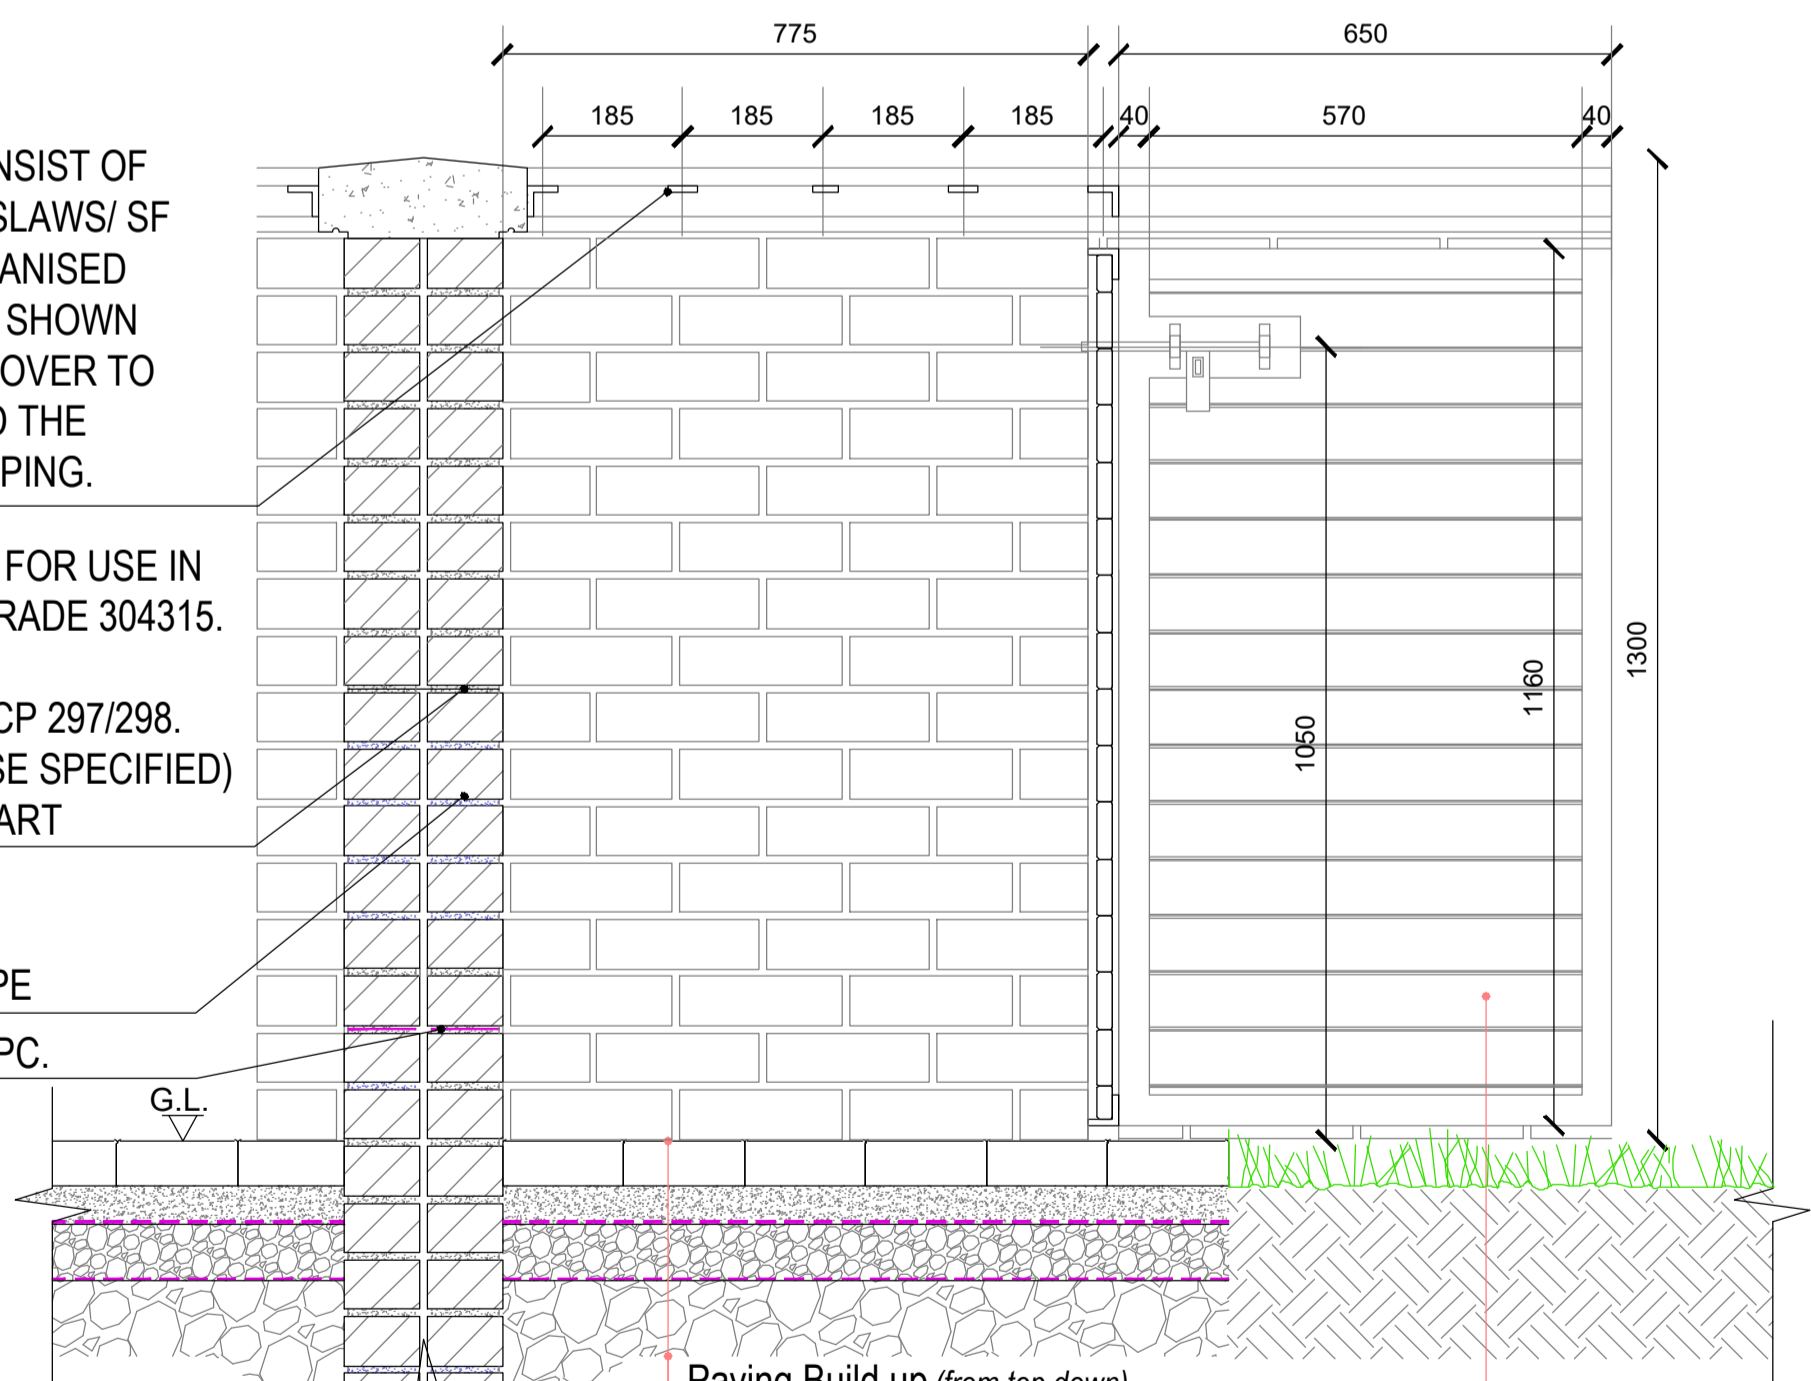 775
650
185
185
185
185
40
570
40
NSIST OF
SLAWS/ SF
ANISED
SHOWN
OVER TO
D THE
PING.
FOR USE IN
RADE 304315.
CP 297/298.
SE SPECIFIED)
ART
PE
PC.
G.L.
1050
1160
1300
Paving Build up (from top down)